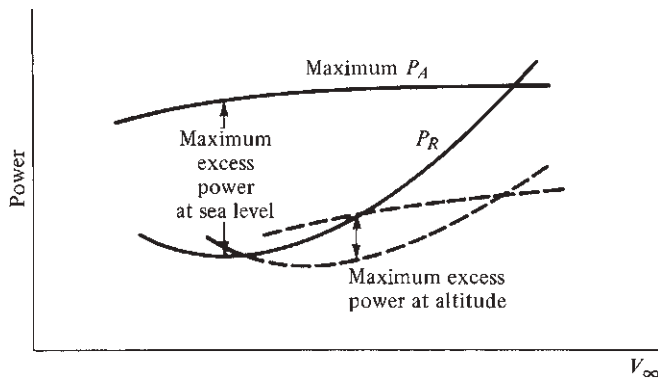 Maximum P_A
Maximum
excess
power
at sea level
P_R
Power
Maximum excess
power at altitude
V_∞